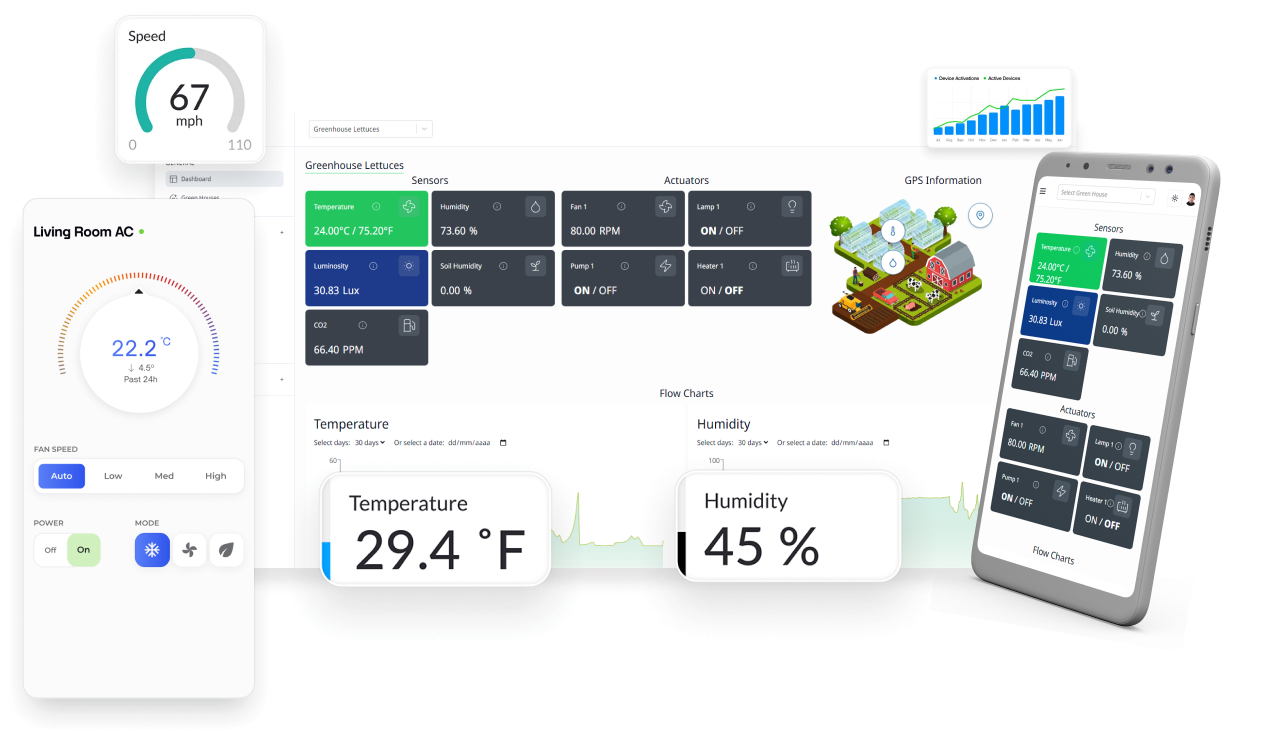 Speed
67
mph
0
110
Dashboard
Green Houses
+
+
Living Room AC
22.2 °C
↓ 4.5°
Past 24h
FAN SPEED
Auto Low Med High
POWER
Off On
MODE
Greenhouse Lettuces
Greenhouse Lettuces
Sensors
Actuators
GPS Information
Temperature
24.00°C / 75.20°F
Humidity
73.60 %
Fan 1
80.00 RPM
Lamp 1
ON / OFF
Luminosity
30.83 Lux
Soil Humidity
0.00 %
Pump 1
ON / OFF
Heater 1
ON / OFF
CO2
66.40 PPM
Flow Charts
Temperature
Select days: 30 days Or select a date: dd/mm/aaaa
60
Humidity
Select days: 30 days Or select a date: dd/mm/aaaa
100
Temperature
29.4 °F
Humidity
45 %
Device Activations Active Devices
Select Green House
Sensors
Temperature
24.00°C /
75.20°F
Humidity
73.60 %
Luminosity
30.83 Lux
Soil Humidity
0.00 %
CO2
66.40 PPM
Actuators
Fan 1
80.00 RPM
Lamp 1
ON / OFF
Pump 1
ON / OFF
Heater 1
ON / OFF
Flow Charts